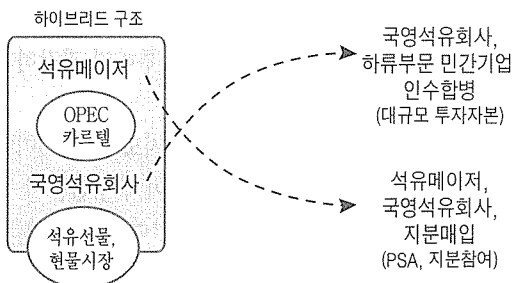 하이브리드 구조
석유메이저
OPEC
카르텔
국영석유회사
석유선물,
현물시장
국영석유회사,
하류부문 민간기업
인수합병
(대규모 투자자본)
석유메이저,
국영석유회사,
지분매입
(PSA, 지분참여)